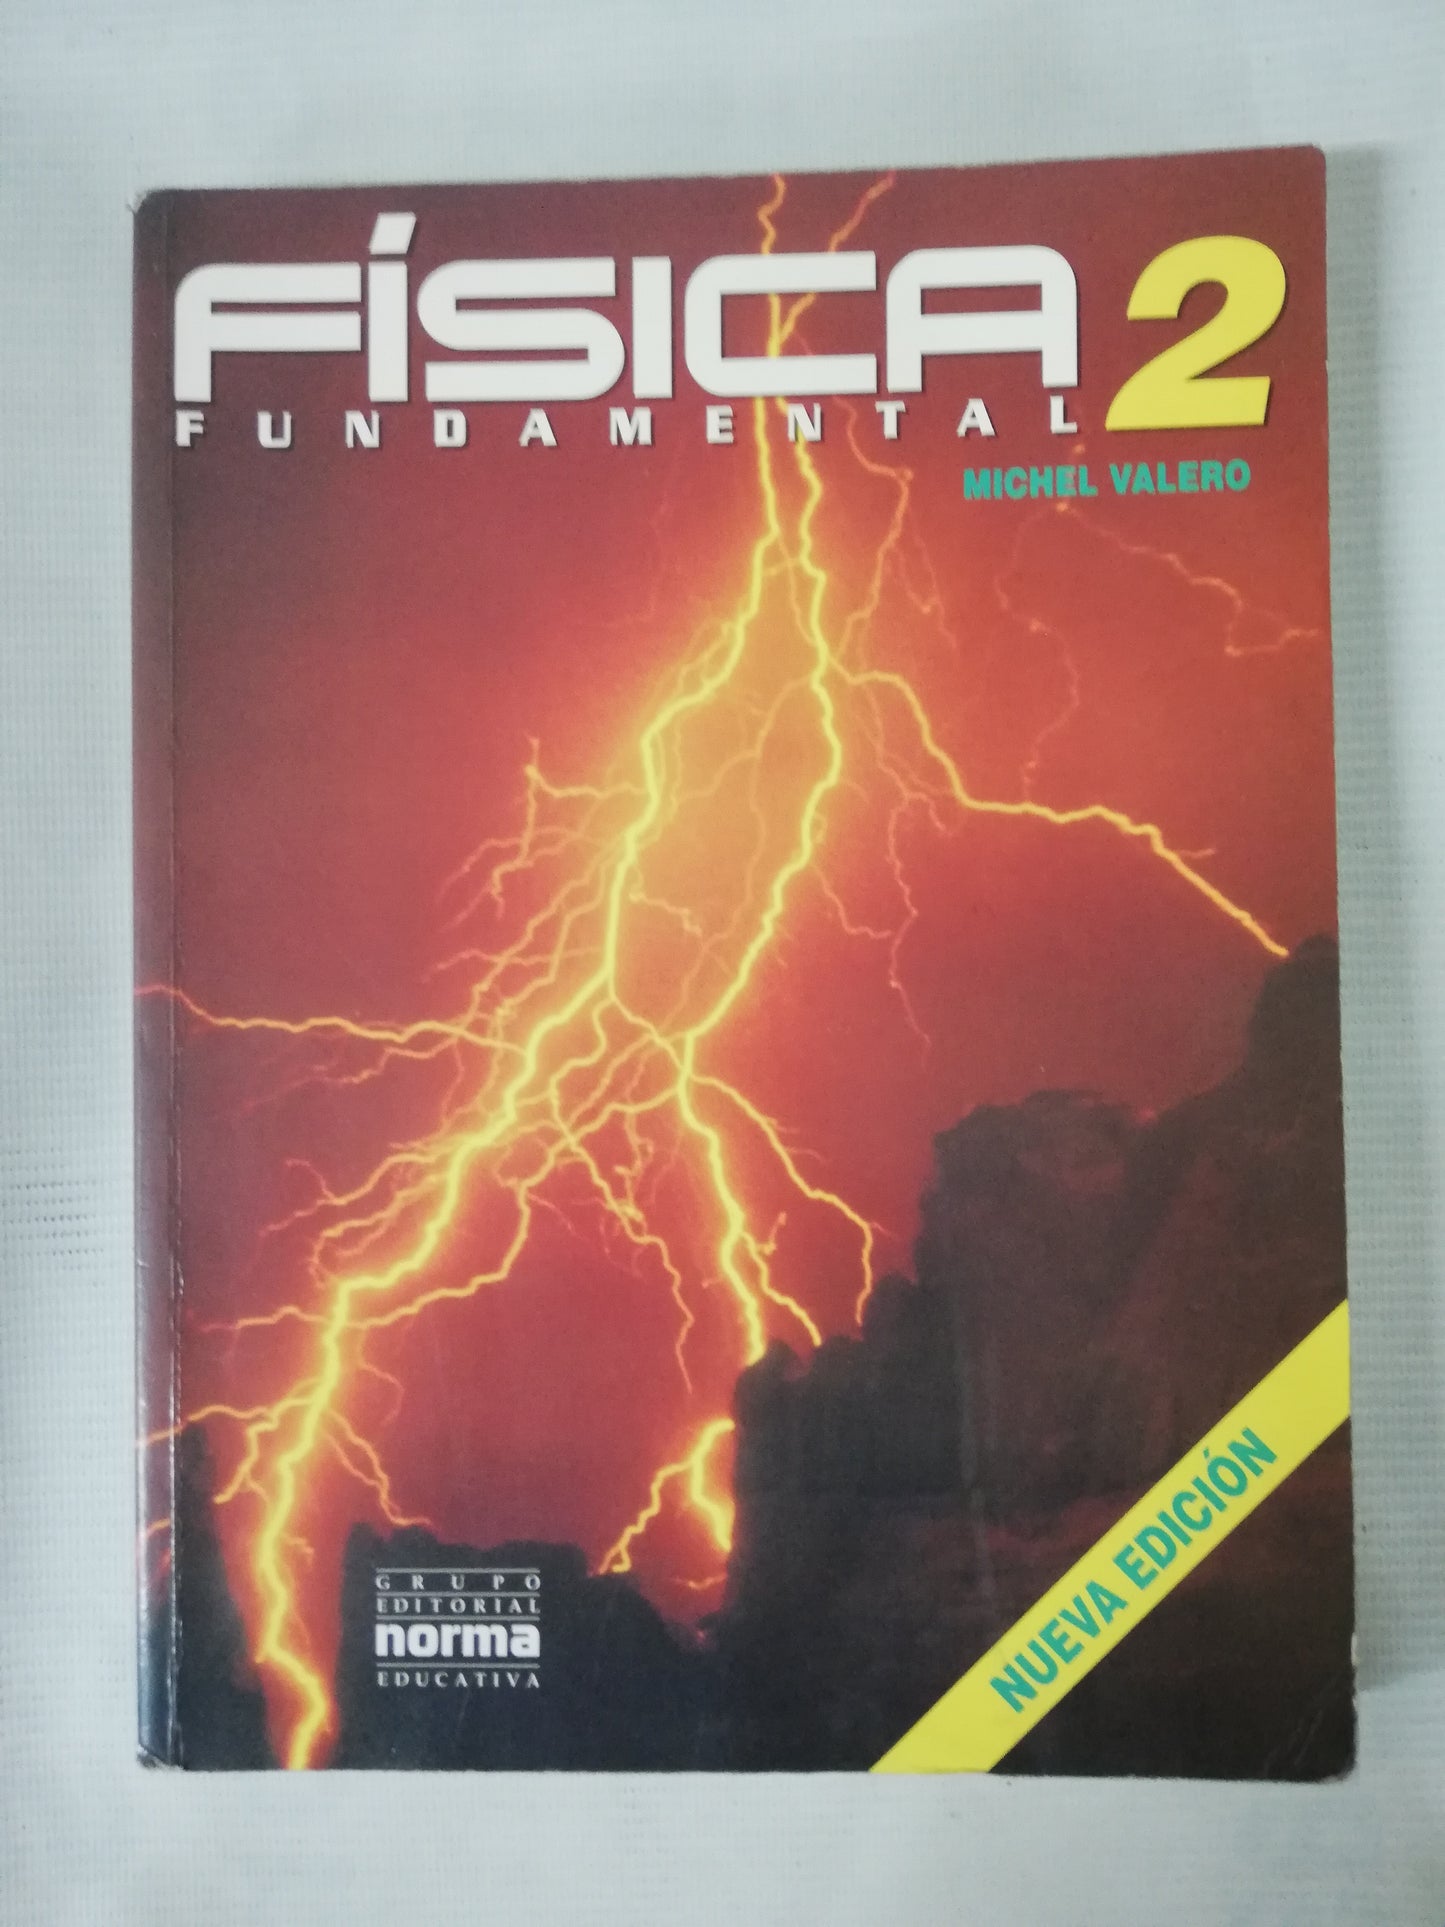 FÍSICA 2
FUNDAMENTAL
MICHEL VALERO
NUEVA EDICIÓN
GRUPO
EDITORIAL
norma
EDUCATIVA